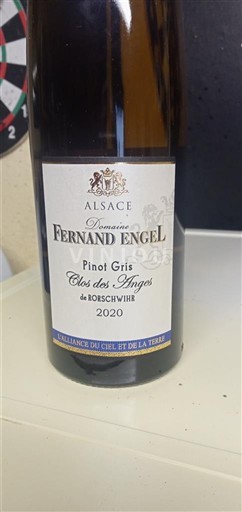 ALSACE
Domaine
FERNAND ENGEL
Pinot Gris
Clos des Anges
de RORSCHWIHR
2020
L'ALLIANCE DU CIEL ET DE LA TERRE
2